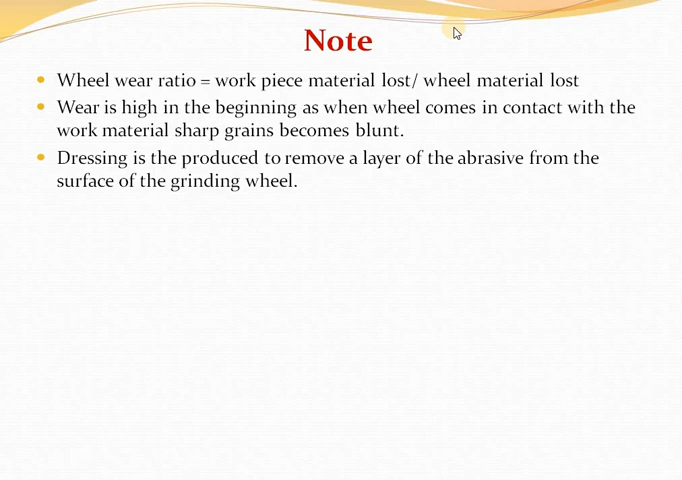 Note
Wheel wear ratio = work piece material lost/ wheel material lost
Wear is high in the beginning as when wheel comes in contact with the
work material sharp grains becomes blunt.
Dressing is the produced to remove a layer of the abrasive from the
surface of the grinding wheel.